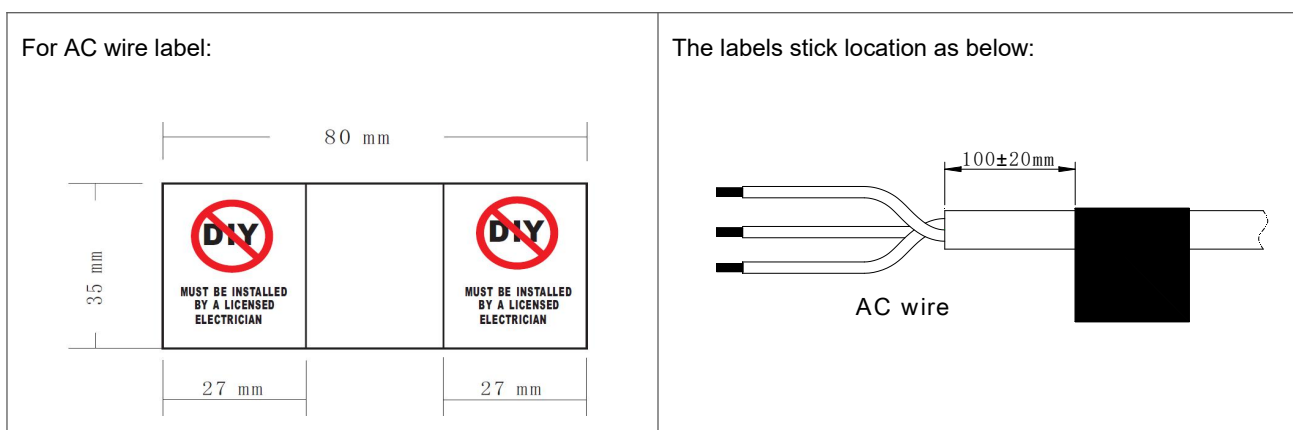 For AC wire label:
80 mm
35 mm
DIY
MUST BE INSTALLED
BY A LICENSED
ELECTRICIAN
DIY
MUST BE INSTALLED
BY A LICENSED
ELECTRICIAN
27 mm
27 mm
The labels stick location as below:
100±20mm
AC wire